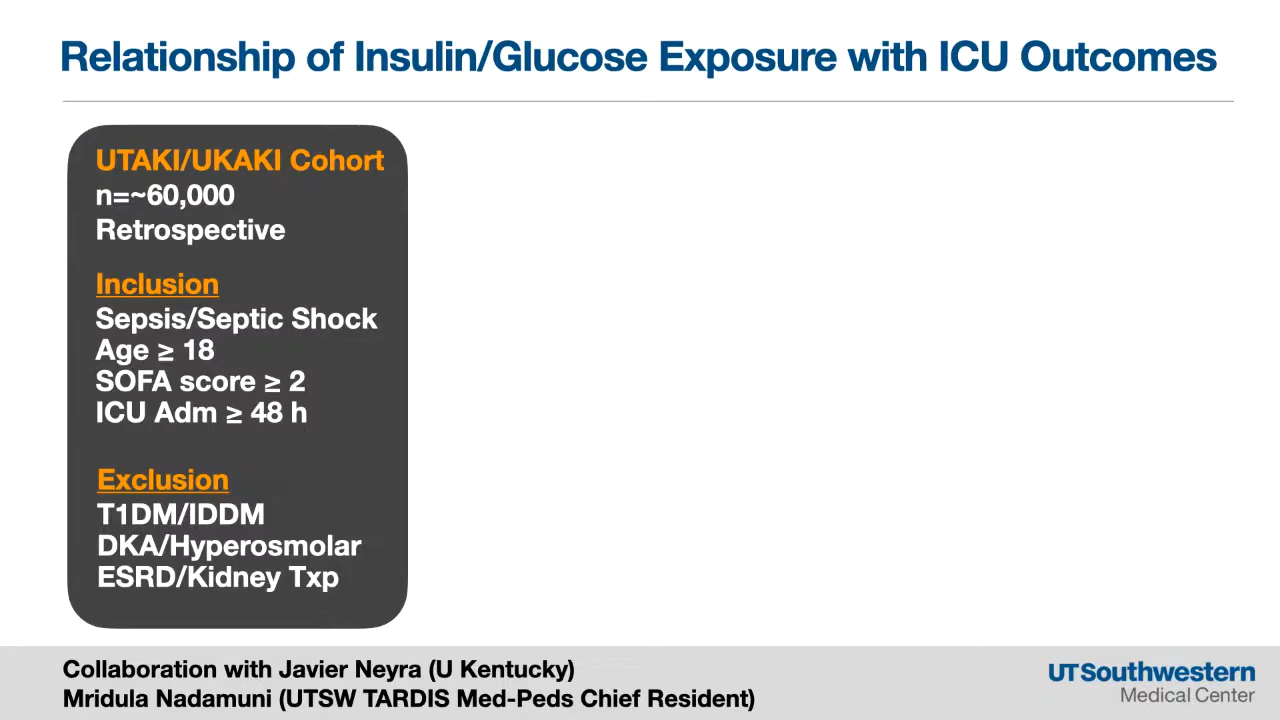 Relationship of Insulin/Glucose Exposure with ICU Outcomes
UTAKI/UKAKI Cohort
n=~60,000
Retrospective
Inclusion
Sepsis/Septic Shock
Age ≥ 18
SOFA score ≥ 2
ICU Adm ≥ 48 h
Exclusion
T1DM/IDDM
DKA/Hyperosmolar
ESRD/Kidney Txp
Collaboration with Javier Neyra (U Kentucky)
Mridula Nadamuni (UTSW TARDIS Med-Peds Chief Resident)
UTSouthwestern
Medical Center